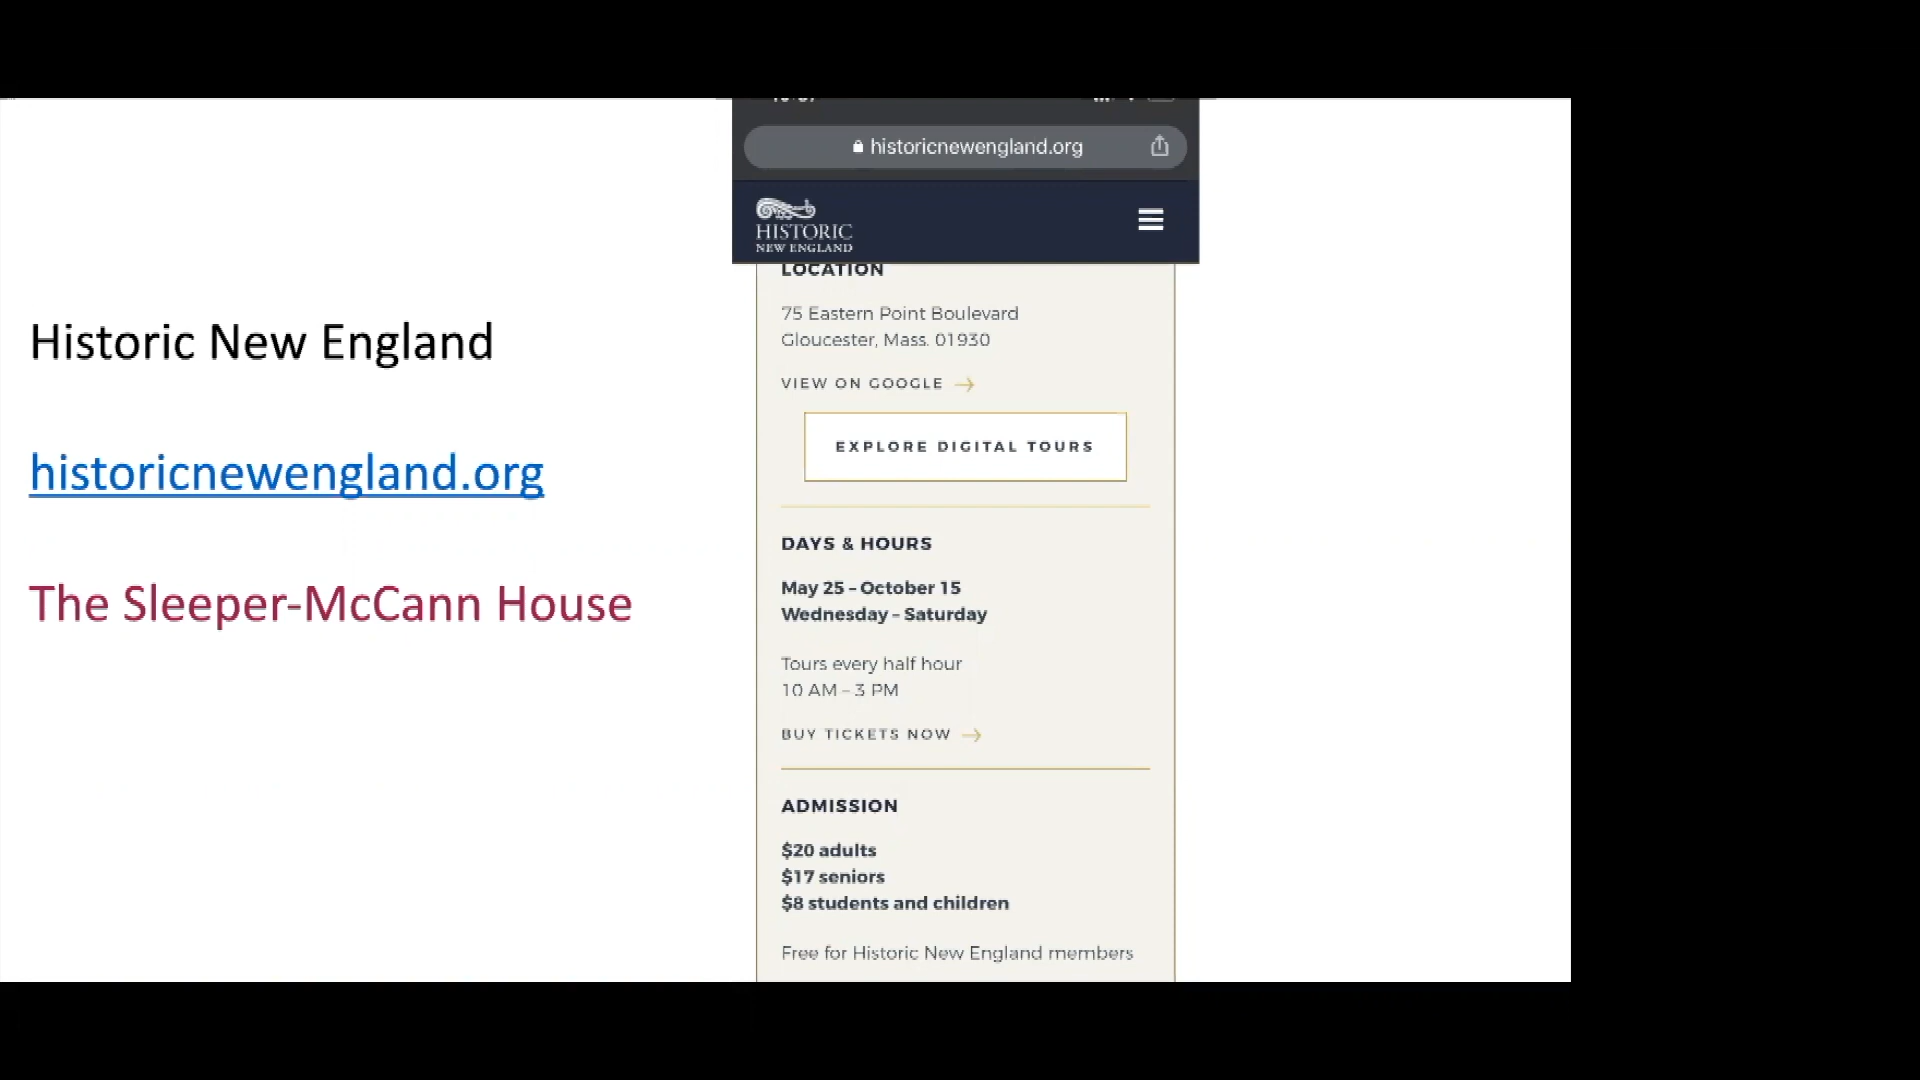 Historic New England
historicnewengland.org
The Sleeper-McCann House
historicnewengland.org
HISTORIC
NEW ENGLAND
LOCATION
75 Eastern Point Boulevard
Gloucester, Mass. 01930
VIEW ON GOOGLE
EXPLORE DIGITAL TOURS
DAYS & HOURS
May 25 – October 15
Wednesday – Saturday
Tours every half hour
10 AM – 3 PM
BUY TICKETS NOW
ADMISSION
$20 adults
$17 seniors
$8 students and children
Free for Historic New England members